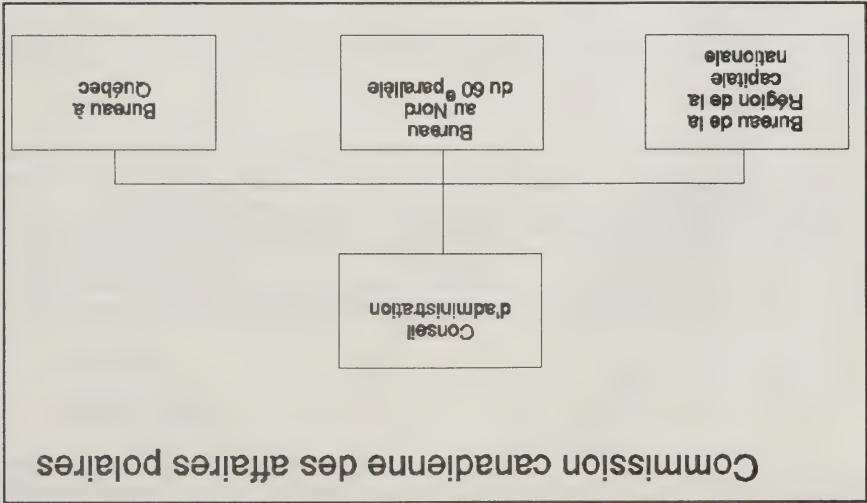 Commission canadienne des affaires polaires
Conseil
d'administration
Bureau de la
Région de la
capitale
nationale
Bureau
au Nord
du 60e parallèle
Bureau à
Québec